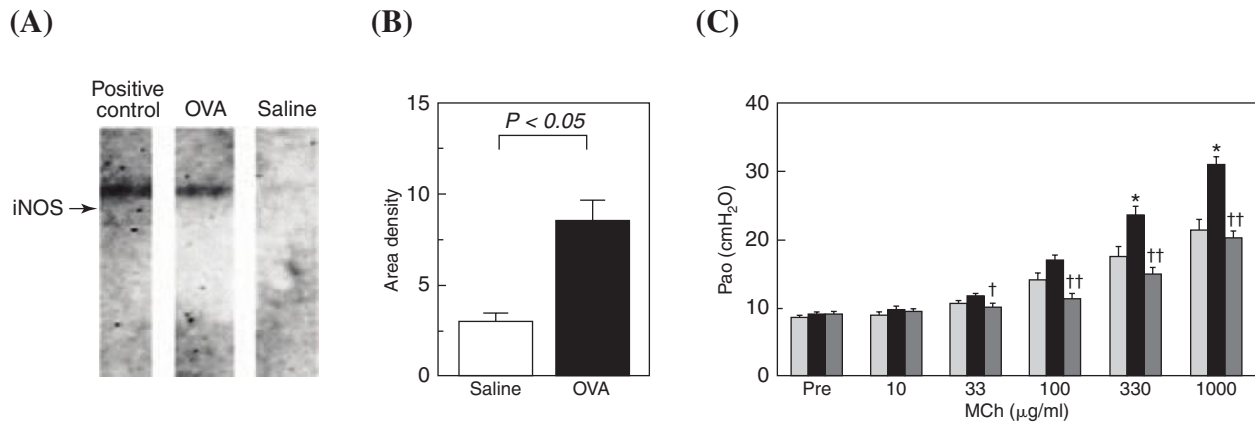 (A)
Positive
control
OVA
Saline
iNOS
(B)
15
10
5
0
Area density
P < 0.05
Saline
OVA
(C)
40
30
20
10
0
Pao (cmH₂O)
†
††
* ††
* ††
Pre
10
33
100
330
1000
MCh (μg/ml)